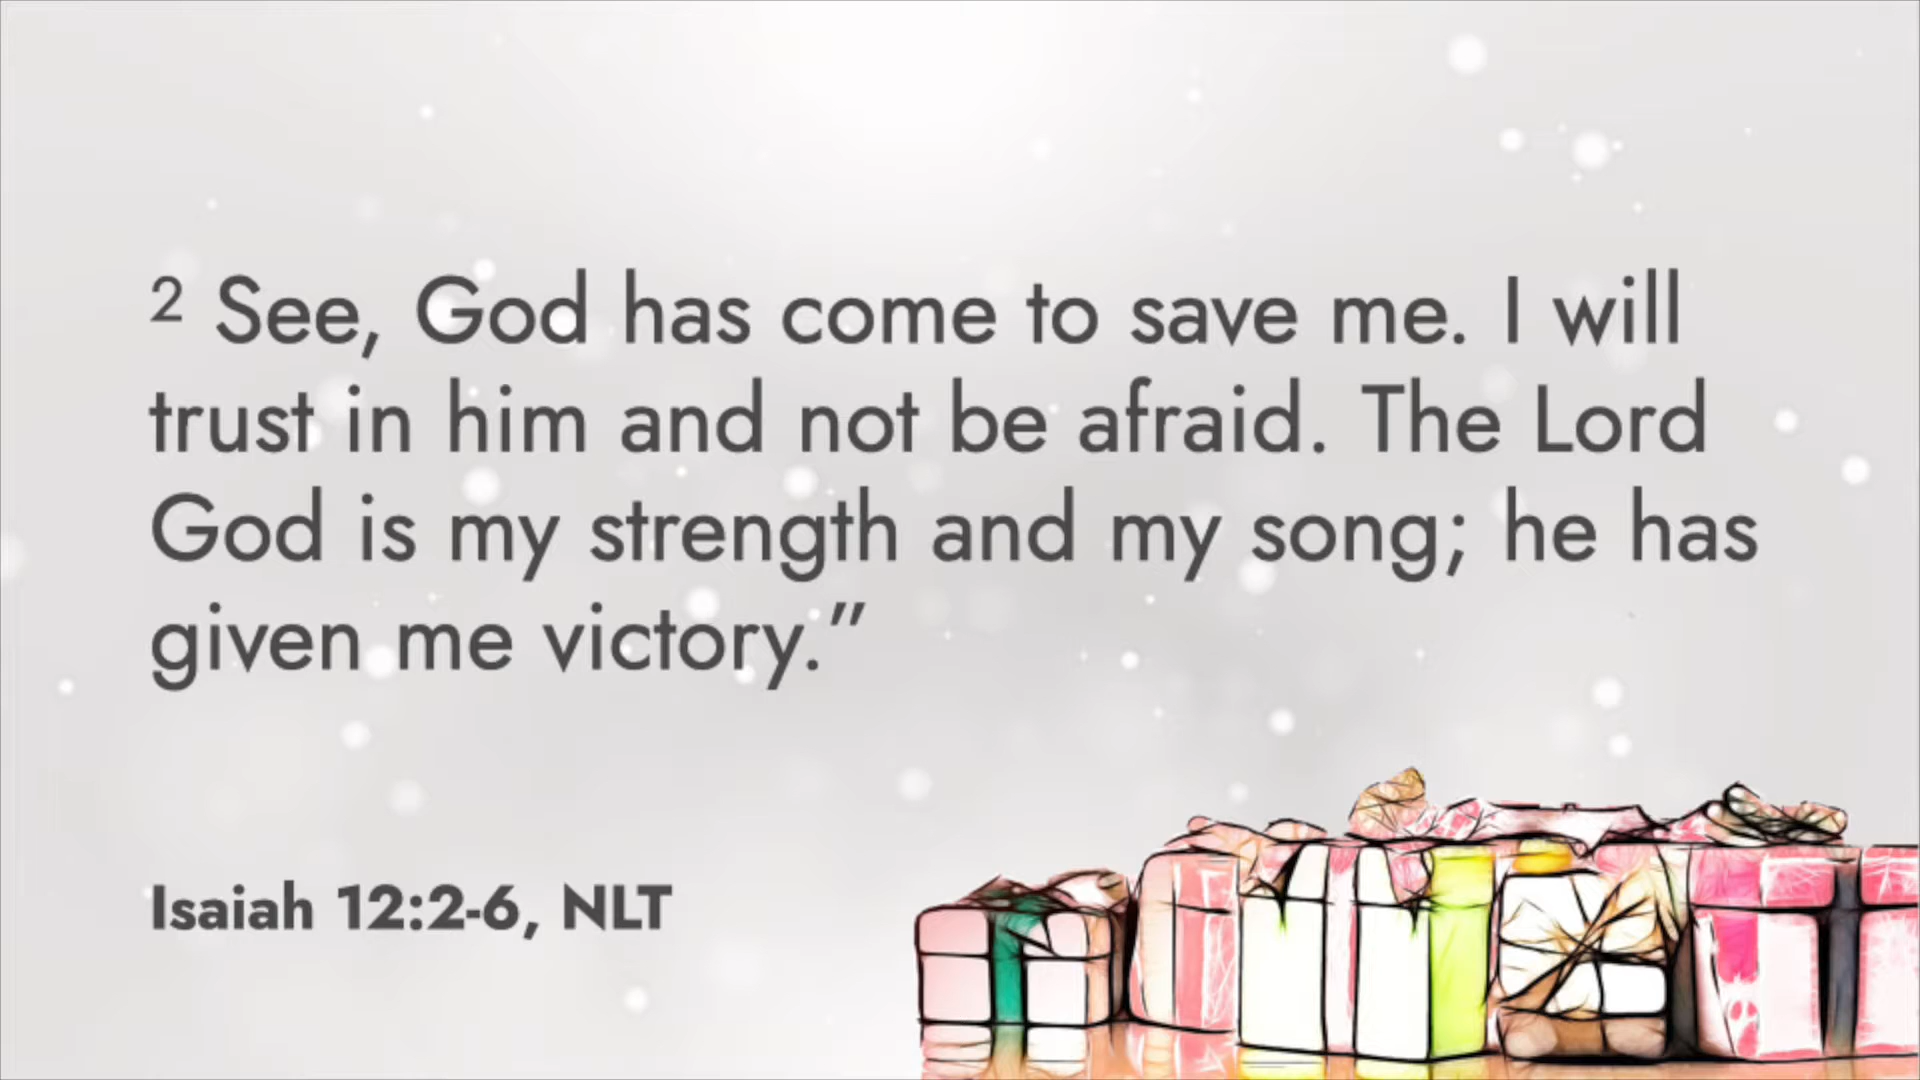 ² See, God has come to save me. I will
trust in him and not be afraid. The Lord
God is my strength and my song; he has
given me victory.”
Isaiah 12:2-6, NLT